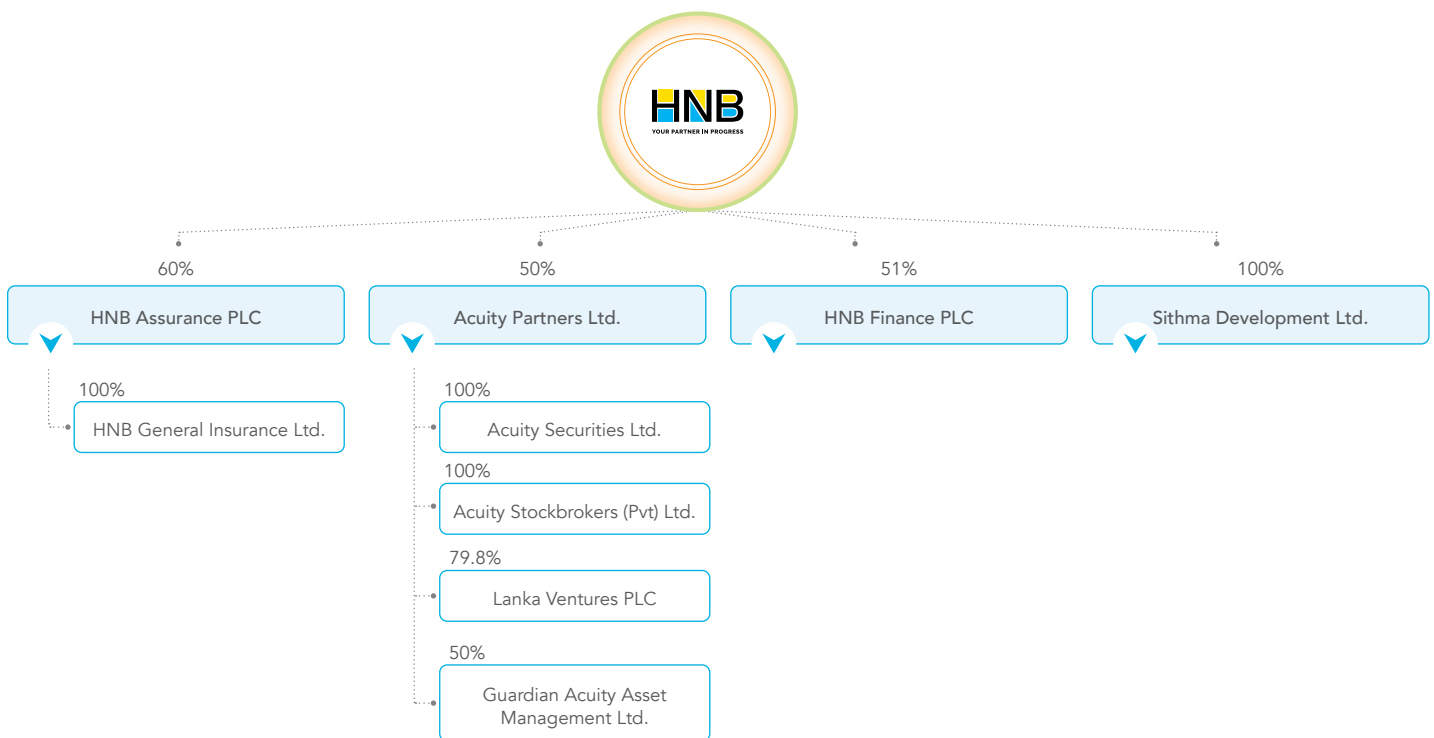 HNB
YOUR PARTNER IN PROGRESS
60%
50%
51%
100%
HNB Assurance PLC
Acuity Partners Ltd.
HNB Finance PLC
Sithma Development Ltd.
100%
HNB General Insurance Ltd.
100%
Acuity Securities Ltd.
100%
Acuity Stockbrokers (Pvt) Ltd.
79.8%
Lanka Ventures PLC
50%
Guardian Acuity Asset
Management Ltd.